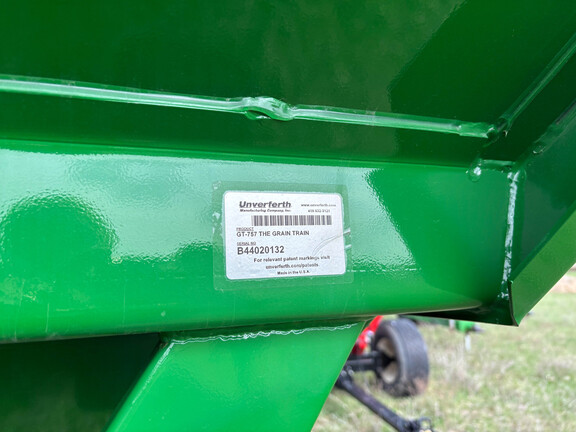 Unverferth www.unverferth.com
Manufacturing Company, Inc. 
PRODUCT
GT-757 THE GRAIN TRAIN
SERIAL NO
B44020132
For relevant patent markings visit
unverferth.com/patents
Made in the U.S.A.